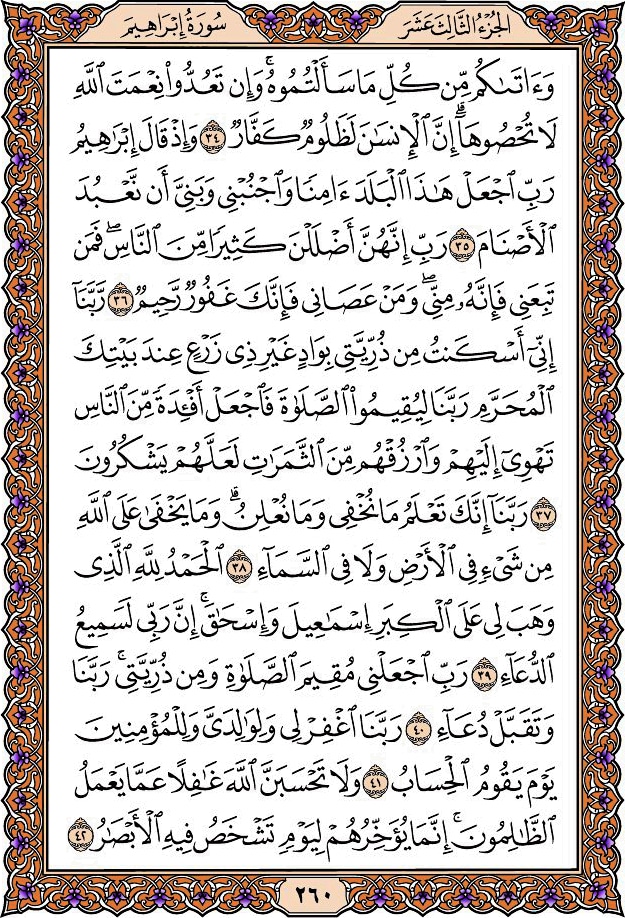 الجزء الثالث عشر
سورة إبراهيم
وَءَاتَىٰكُم مِّن كُلِّ مَا سَأَلْتُمُوهُ ۚ وَإِن تَعُدُّوا۟ نِعْمَتَ ٱللَّهِ
لَا تُحْصُوهَآ ۗ إِنَّ ٱلْإِنسَـٰنَ لَظَلُومٌ كَفَّارٌ ٣٤ وَإِذْ قَالَ إِبْرَٰهِيمُ
رَبِّ ٱجْعَلْ هَـٰذَا ٱلْبَلَدَ ءَامِنًا وَٱجْنُبْنِى وَبَنِىَّ أَن نَّعْبُدَ
ٱلْأَصْنَامَ ٣٥ رَبِّ إِنَّهُنَّ أَضْلَلْنَ كَثِيرًا مِّنَ ٱلنَّاسِ ۖ فَمَن
تَبِعَنِى فَإِنَّهُۥ مِنِّى ۖ وَمَنْ عَصَانِى فَإِنَّكَ غَفُورٌ رَّحِيمٌ ٣٦ رَّبَّنَآ
إِنِّىٓ أَسْكَنتُ مِن ذُرِّيَّتِى بِوَادٍ غَيْرِ ذِى زَرْعٍ عِندَ بَيْتِكَ
ٱلْمُحَرَّمِ رَبَّنَا لِيُقِيمُوا۟ ٱلصَّلَوٰةَ فَٱجْعَلْ أَفْـِٔدَةً مِّنَ ٱلنَّاسِ
تَهْوِىٓ إِلَيْهِمْ وَٱرْزُقْهُم مِّنَ ٱلثَّمَرَٰتِ لَعَلَّهُمْ يَشْكُرُونَ
٣٧ رَبَّنَآ إِنَّكَ تَعْلَمُ مَا نُخْفِى وَمَا نُعْلِنُ ۗ وَمَا يَخْفَىٰ عَلَى ٱللَّهِ
مِن شَىْءٍ فِى ٱلْأَرْضِ وَلَا فِى ٱلسَّمَآءِ ٣٨ ٱلْحَمْدُ لِلَّهِ ٱلَّذِى
وَهَبَ لِى عَلَى ٱلْكِبَرِ إِسْمَـٰعِيلَ وَإِسْحَـٰقَ ۚ إِنَّ رَبِّى لَسَمِيعُ
ٱلدُّعَآءِ ٣٩ رَبِّ ٱجْعَلْنِى مُقِيمَ ٱلصَّلَوٰةِ وَمِن ذُرِّيَّتِى ۚ رَبَّنَا
وَتَقَبَّلْ دُعَآءِ ٤٠ رَبَّنَا ٱغْفِرْ لِى وَلِوَٰلِدَىَّ وَلِلْمُؤْمِنِينَ
يَوْمَ يَقُومُ ٱلْحِسَابُ ٤١ وَلَا تَحْسَبَنَّ ٱللَّهَ غَـٰفِلًا عَمَّا يَعْمَلُ
ٱلظَّـٰلِمُونَ ۚ إِنَّمَا يُؤَخِّرُهُمْ لِيَوْمٍ تَشْخَصُ فِيهِ ٱلْأَبْصَـٰرُ ٤٢
٢٦٠